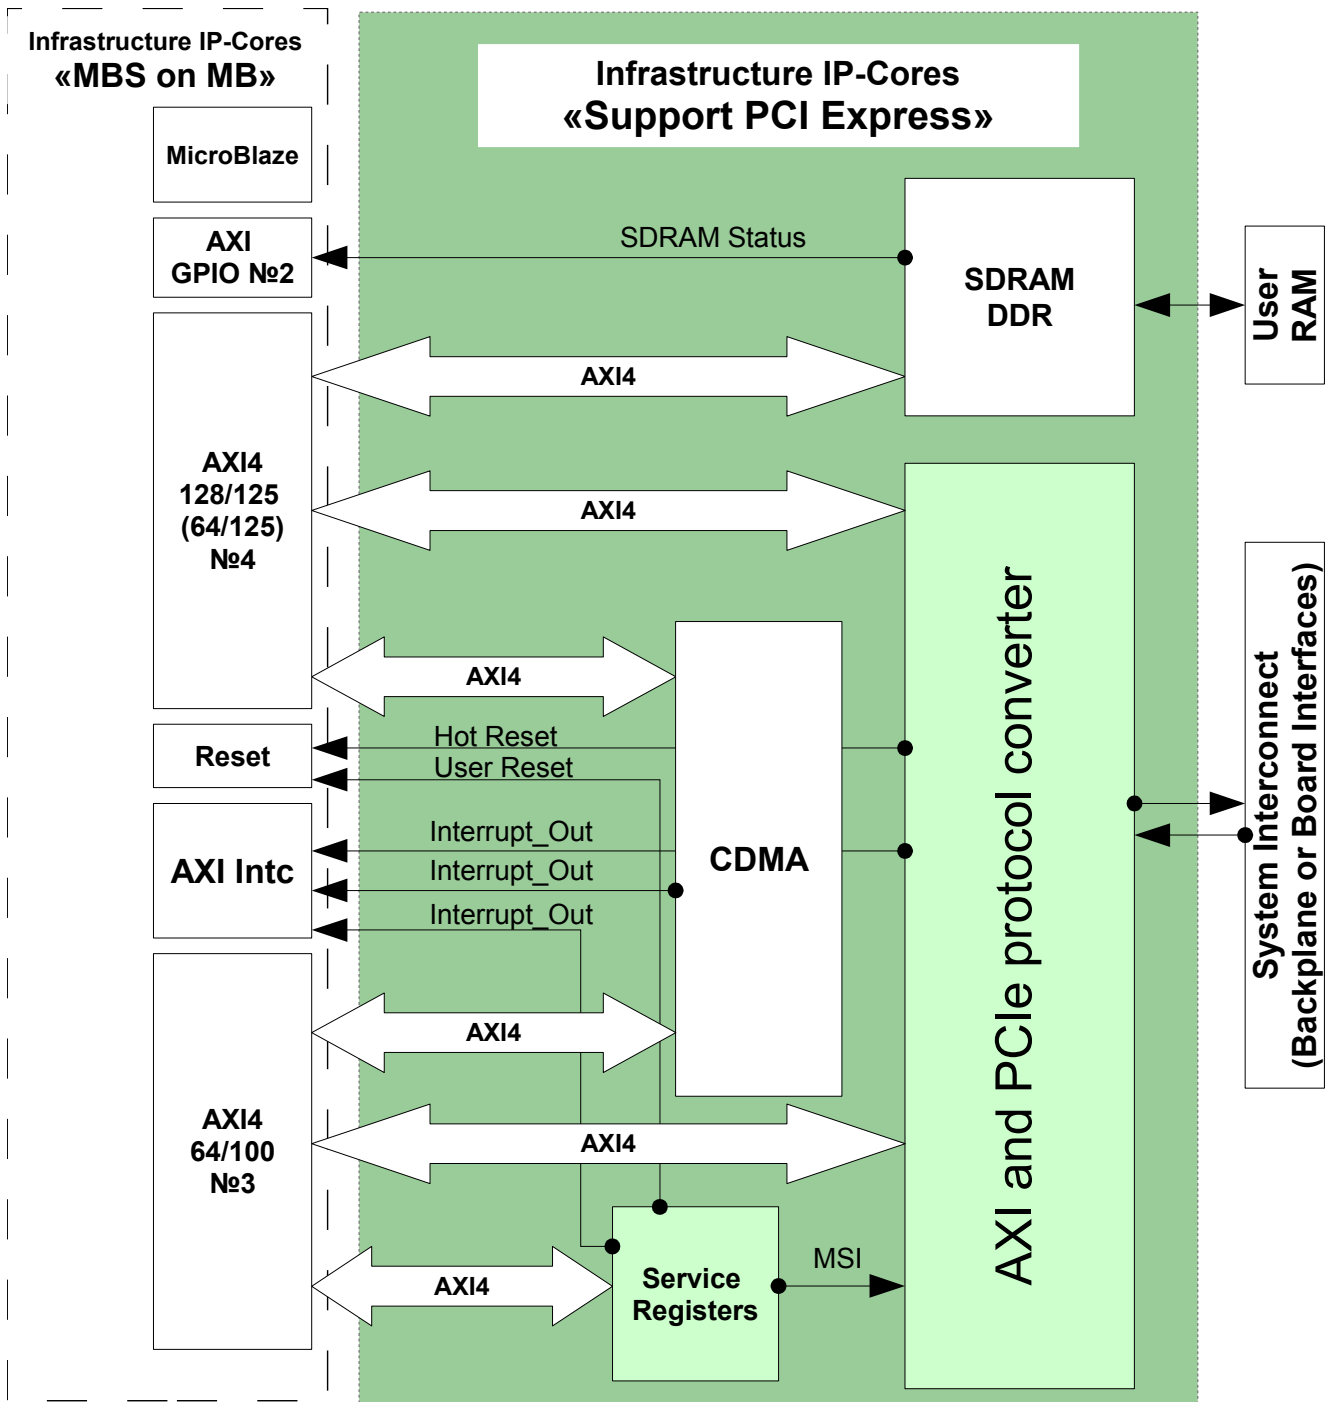 Infrastructure IP-Cores
«MBS on MB»
Infrastructure IP-Cores
«Support PCI Express»
MicroBlaze
AXI
GPIO №2
SDRAM Status
SDRAM
DDR
User
RAM
AXI4
AXI4
128/125
(64/125)
№4
AXI4
AXI4
Reset
Hot Reset
User Reset
AXI Intc
Interrupt_Out
Interrupt_Out
Interrupt_Out
CDMA
AXI and PCIe protocol converter
System Interconnect
(Backplane or Board Interfaces)
AXI4
AXI4
64/100
№3
AXI4
AXI4
Service
Registers
MSI